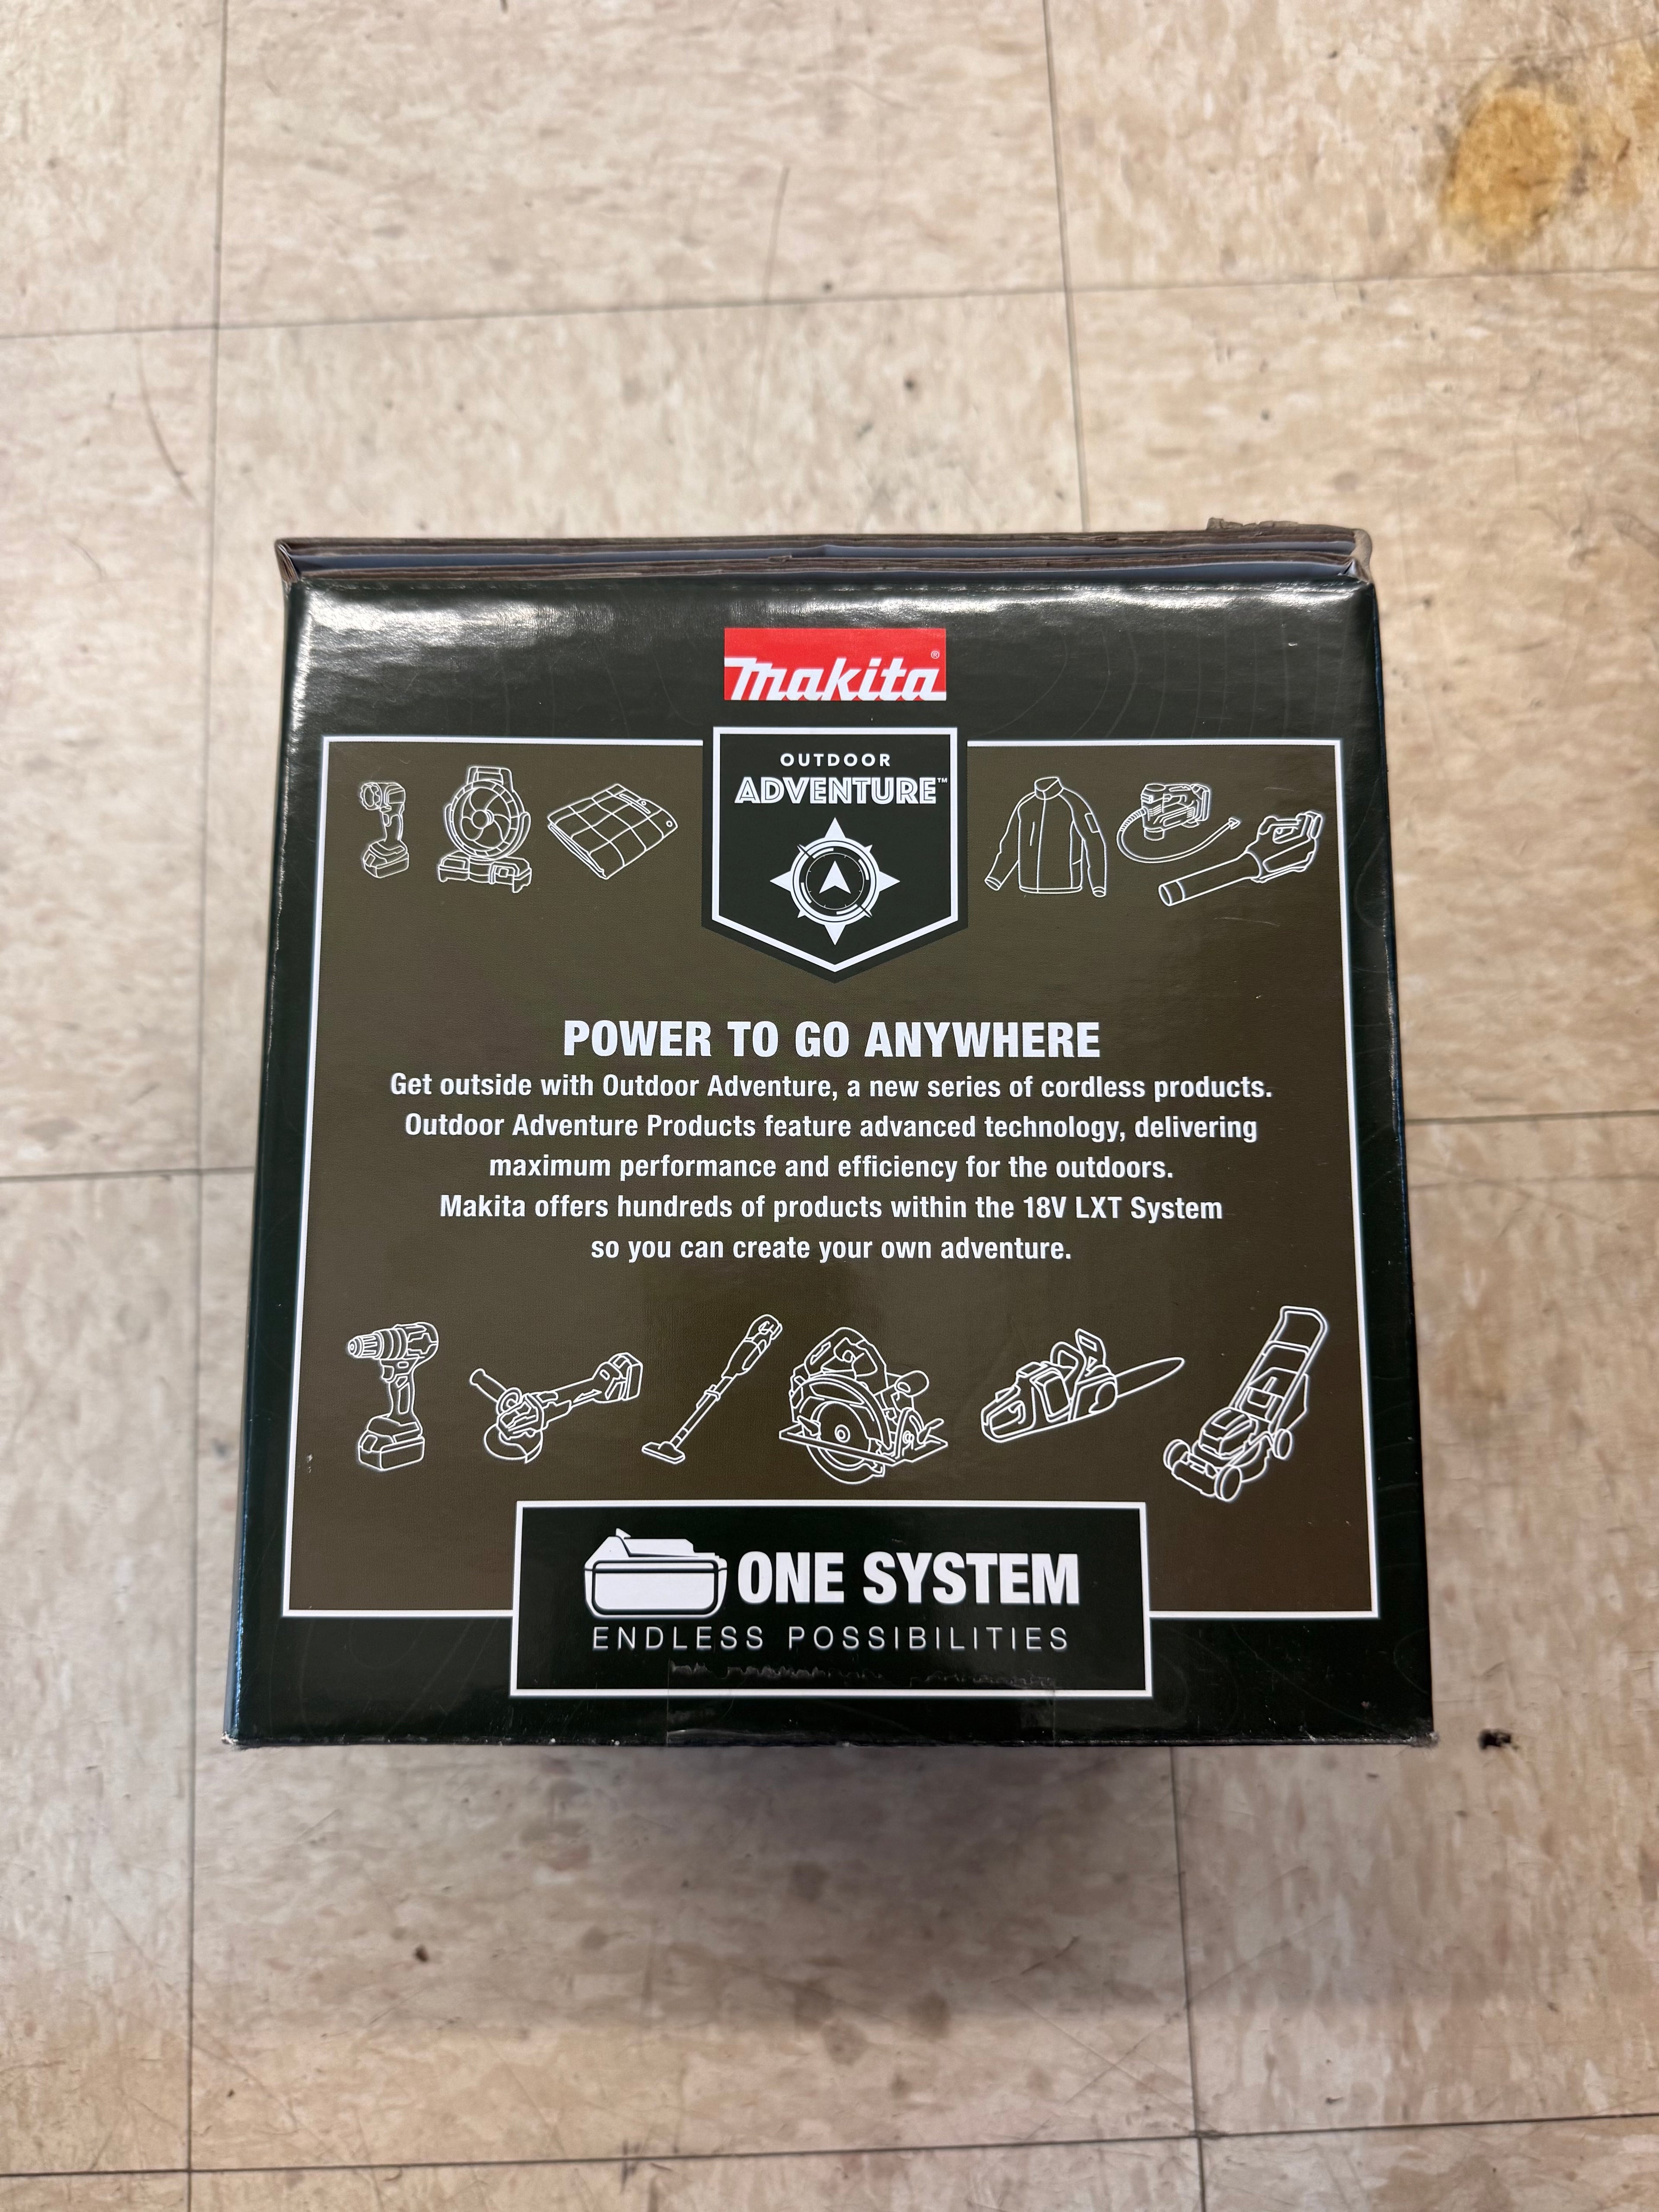 makita®
OUTDOOR
ADVENTURE™
POWER TO GO ANYWHERE
Get outside with Outdoor Adventure, a new series of cordless products.
Outdoor Adventure Products feature advanced technology, delivering
maximum performance and efficiency for the outdoors.
Makita offers hundreds of products within the 18V LXT System
so you can create your own adventure.
ONE SYSTEM
ENDLESS POSSIBILITIES